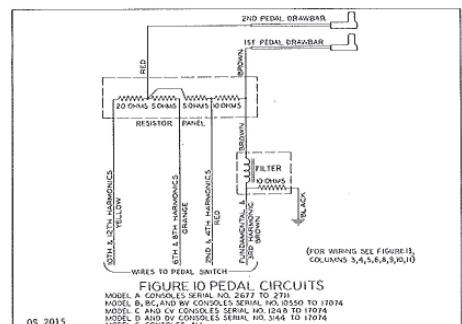 2ND PEDAL DRAWBAR
1ST PEDAL DRAWBAR
RED
BROWN
20 OHMS 5 OHMS 5 OHMS 10 OHMS
RESISTOR PANEL
BROWN
FILTER
10 OHMS
BLACK
10TH & 12TH HARMONICS
YELLOW
6TH & 8TH HARMONICS
ORANGE
2ND & 4TH HARMONICS
RED
FUNDAMENTAL &
3RD HARMONIC
BROWN
WIRES TO PEDAL SWITCH
(FOR WIRING SEE FIGURE 13,
COLUMNS 3,4,5,6,8,9,10,11)
FIGURE 10 PEDAL CIRCUITS
MODEL A CONSOLES SERIAL NO. 2677 TO 2711
MODEL B, BC, AND BV CONSOLES SERIAL NO. 10550 TO 17074
MODEL C AND CV CONSOLES SERIAL NO. 1248 TO 17074
MODEL D AND DV CONSOLES SERIAL NO. 3144 TO 17074
OS 2015